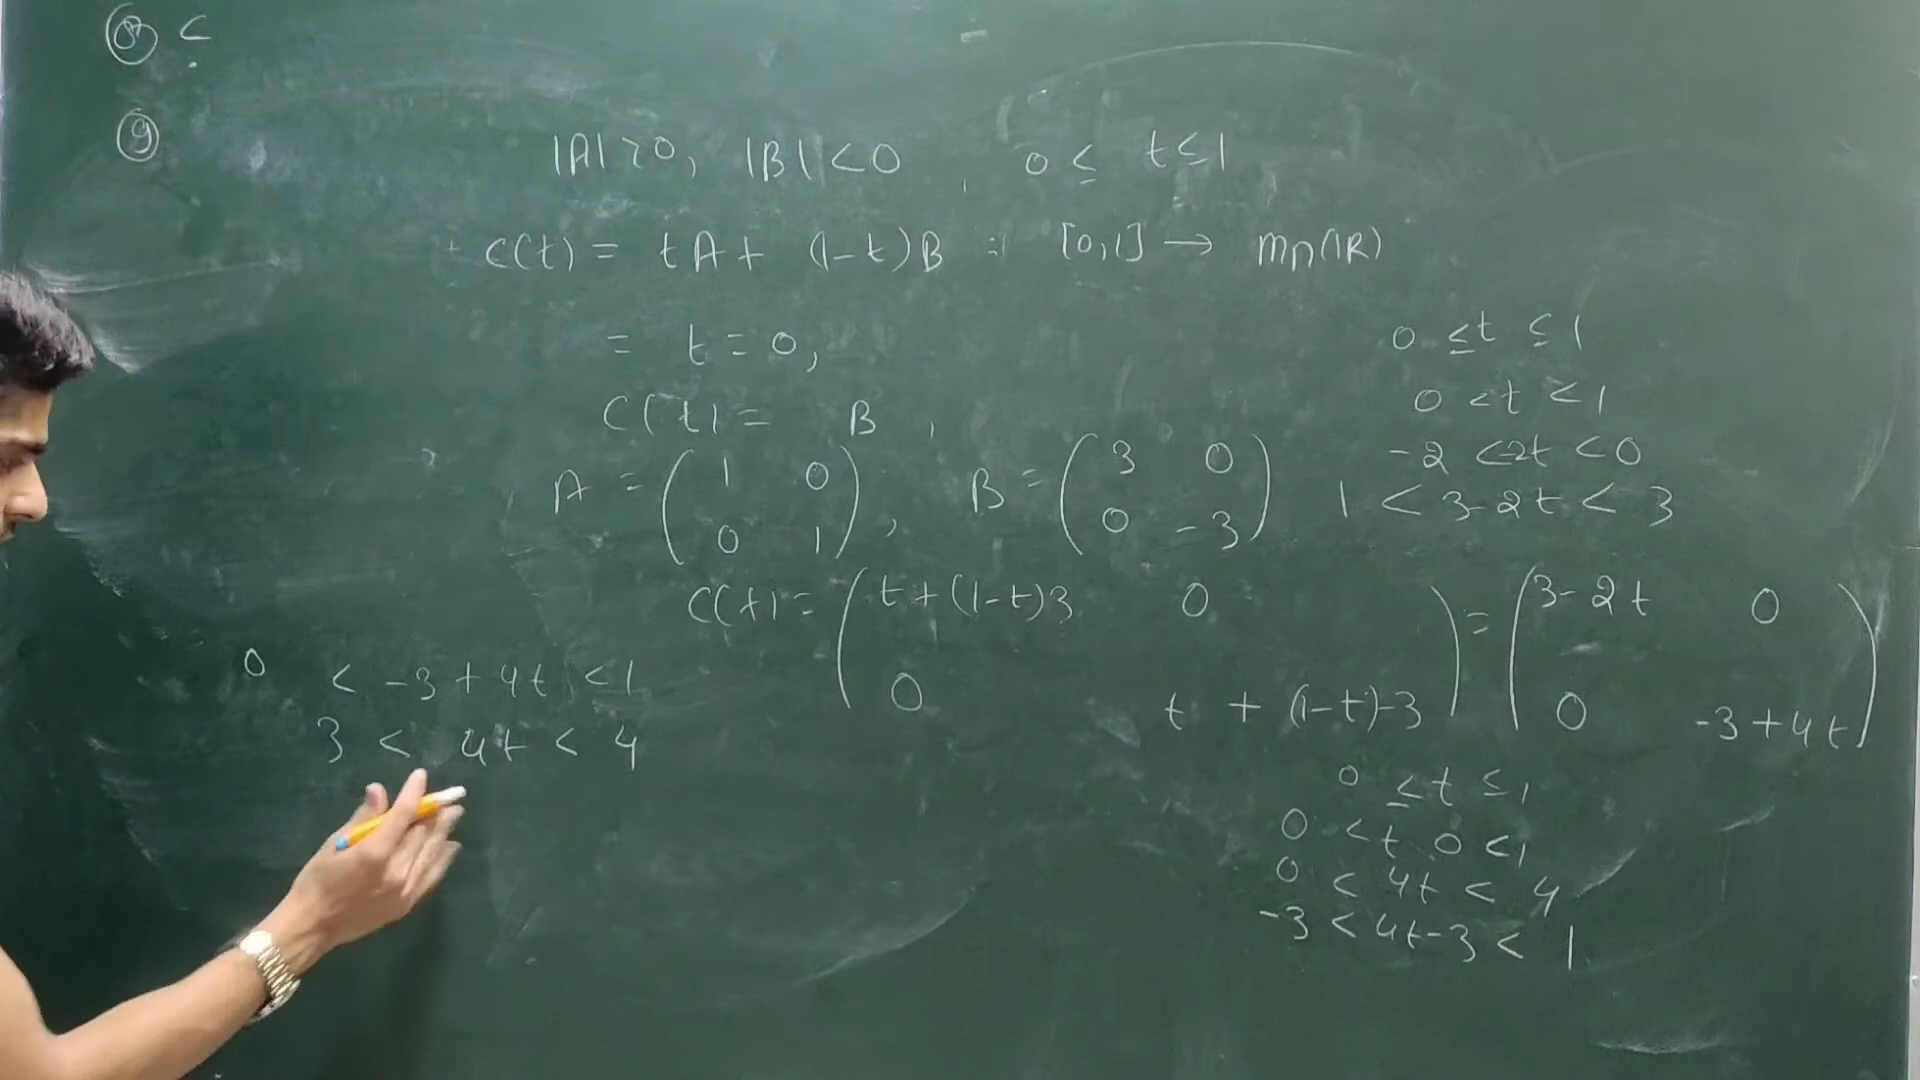 8 c
9
|A| > 0, |B| < 0 , 0 ≤ t ≤ 1
C(t) = tA + (1-t)B : [0,1] → Mn(IR)
= t = 0,
C(t) = B ,
A = ( 1 0 0 1 ), B = ( 3 0 0 -3 )
C(t) = ( t + (1-t)3 0 0 t + (1-t)-3 ) = ( 3-2t 0 0 -3+4t )
0 ≤ t ≤ 1
0 < t < 1
-2 < -2t < 0
1 < 3-2t < 3
0 < -3+4t < 1
3 < 4t < 4
0 ≤ t ≤ 1
0 < t 0 < 1
0 < 4t < 4
-3 < 4t-3 < 1